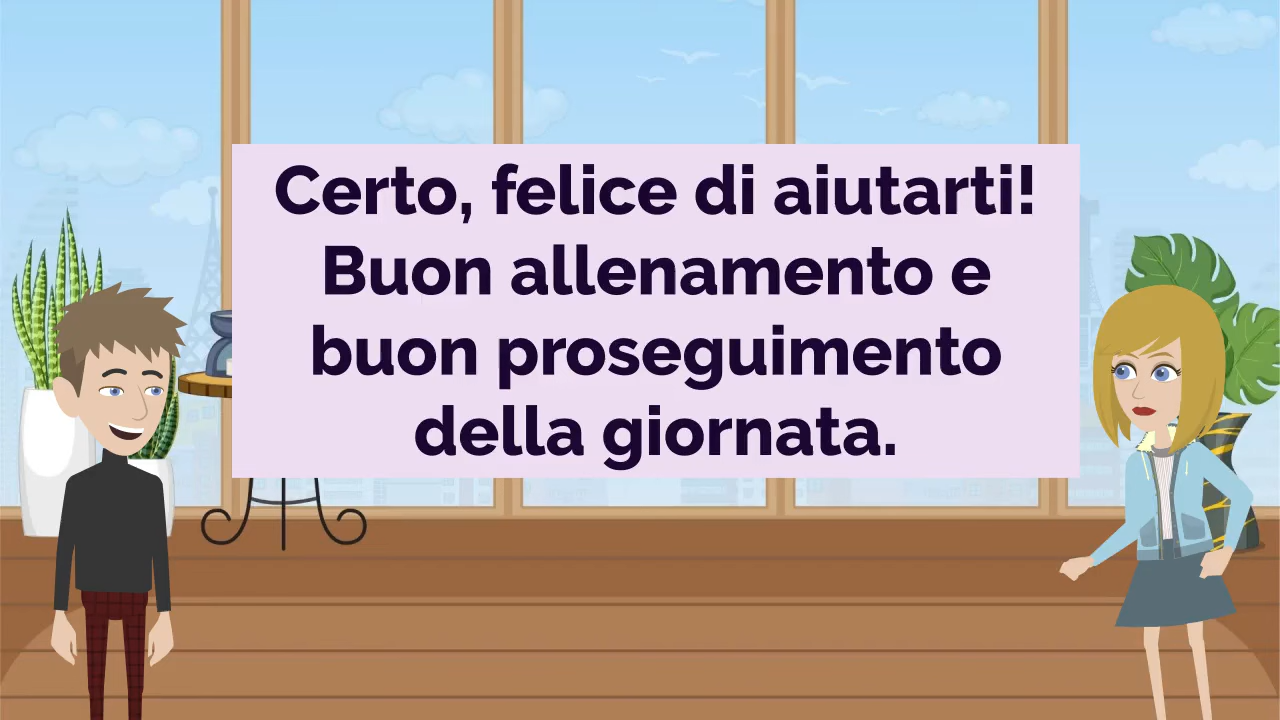 Certo, felice di aiutarti!
Buon allenamento e
buon proseguimento
della giornata.